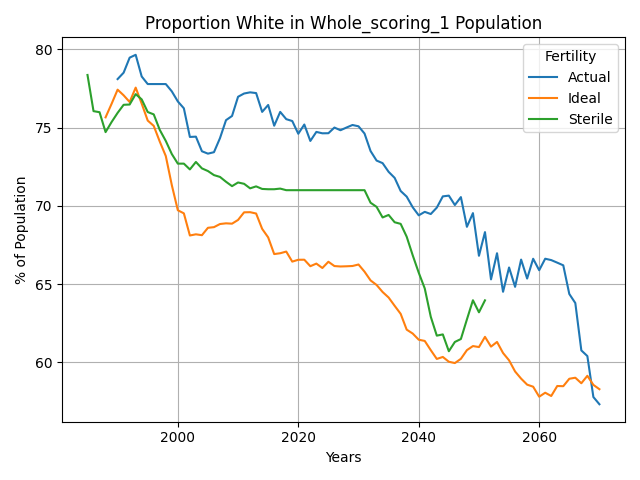 Proportion White in Whole_scoring_1 Population
% of Population
80
75
70
65
60
2000
2020
2040
2060
Years
Fertility
Actual
Ideal
Sterile